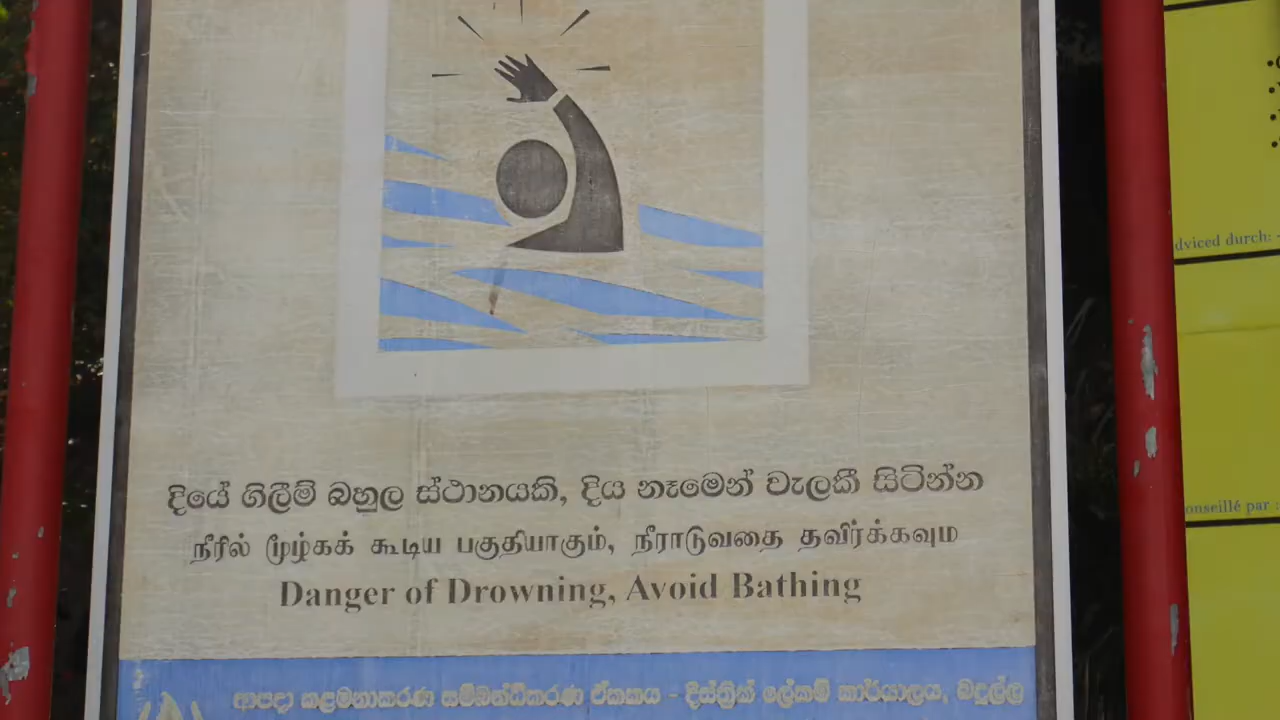 දියේ ගිලීම් බහුල ස්ථානයකි, දිය නෑමෙන් වැලකී සිටින්න
நீரில் மூழ்கக் கூடிய பகுதியாகும், நீராடுவதை தவிர்க்கவும
Danger of Drowning, Avoid Bathing
ආපදා කළමනාකරණ සම්බන්ධීකරණ ඒකකය - දිස්ත්‍රික් ලේකම් කාර්යාලය, බදුල්ල
dviced durch:
onseillé par :